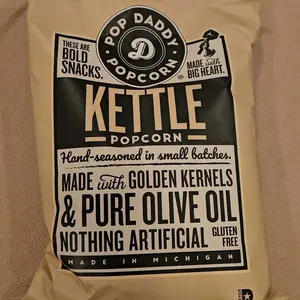 POP DADDY
D
POPCORN
®
THESE ARE
BOLD
SNACKS.
MADE with
BIG HEART.
KETTLE
POPCORN
Hand-seasoned in small batches.
MADE with GOLDEN KERNELS
& PURE OLIVE OIL
NOTHING ARTIFICIAL GLUTEN FREE
MADE IN MICHIGAN